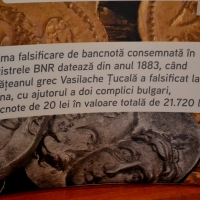 ma falsificare de bancnotă consemnată în
istrele BNR datează din anul 1883, când
ățeanul grec Vasilache Țucală a falsificat la
na, cu ajutorul a doi complici bulgari,
cnote de 20 lei în valoare totală de 21.720 l